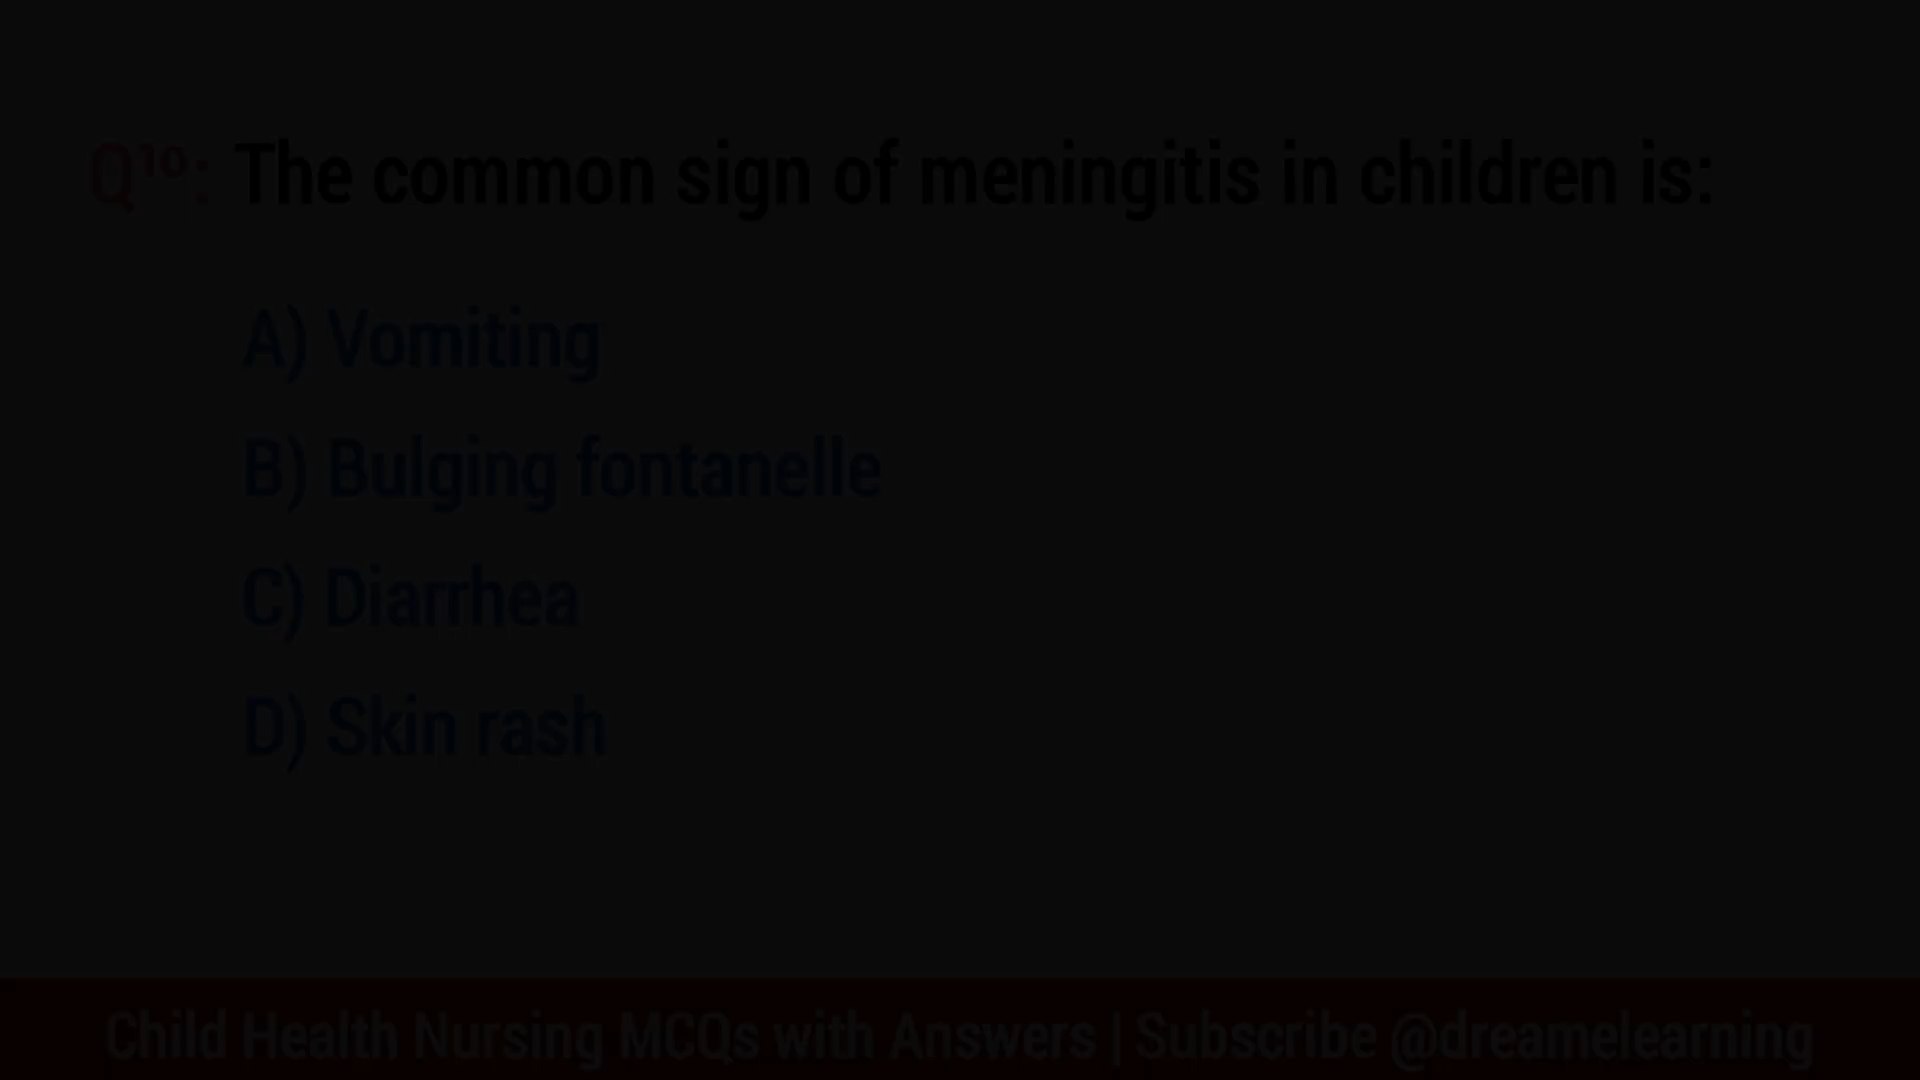 Q¹⁰: The common sign of meningitis in children is:
A) Vomiting
B) Bulging fontanelle
C) Diarrhea
D) Skin rash
Child Health Nursing MCQs with Answers | Subscribe @dreamelearning